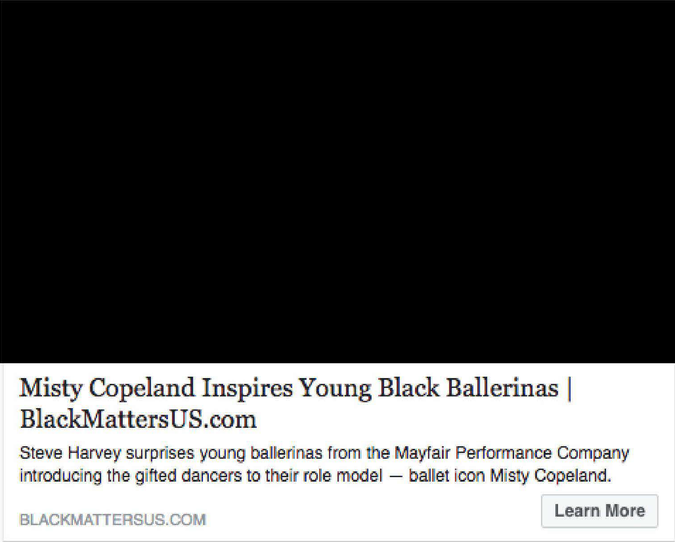 Misty Copeland Inspires Young Black Ballerinas |
BlackMattersUS.com
Steve Harvey surprises young ballerinas from the Mayfair Performance Company
introducing the gifted dancers to their role model — ballet icon Misty Copeland.
BLACKMATTERSUS.COM
Learn More